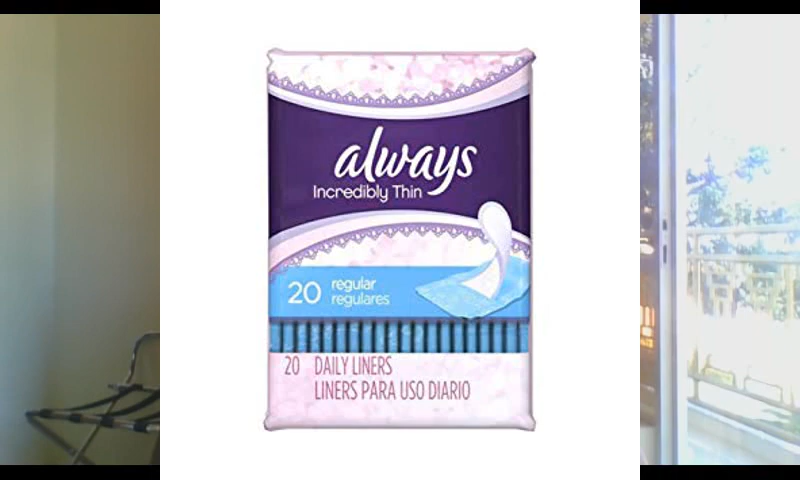 always
Incredibly Thin
20 regular
regulares
20 DAILY LINERS
LINERS PARA USO DIARIO